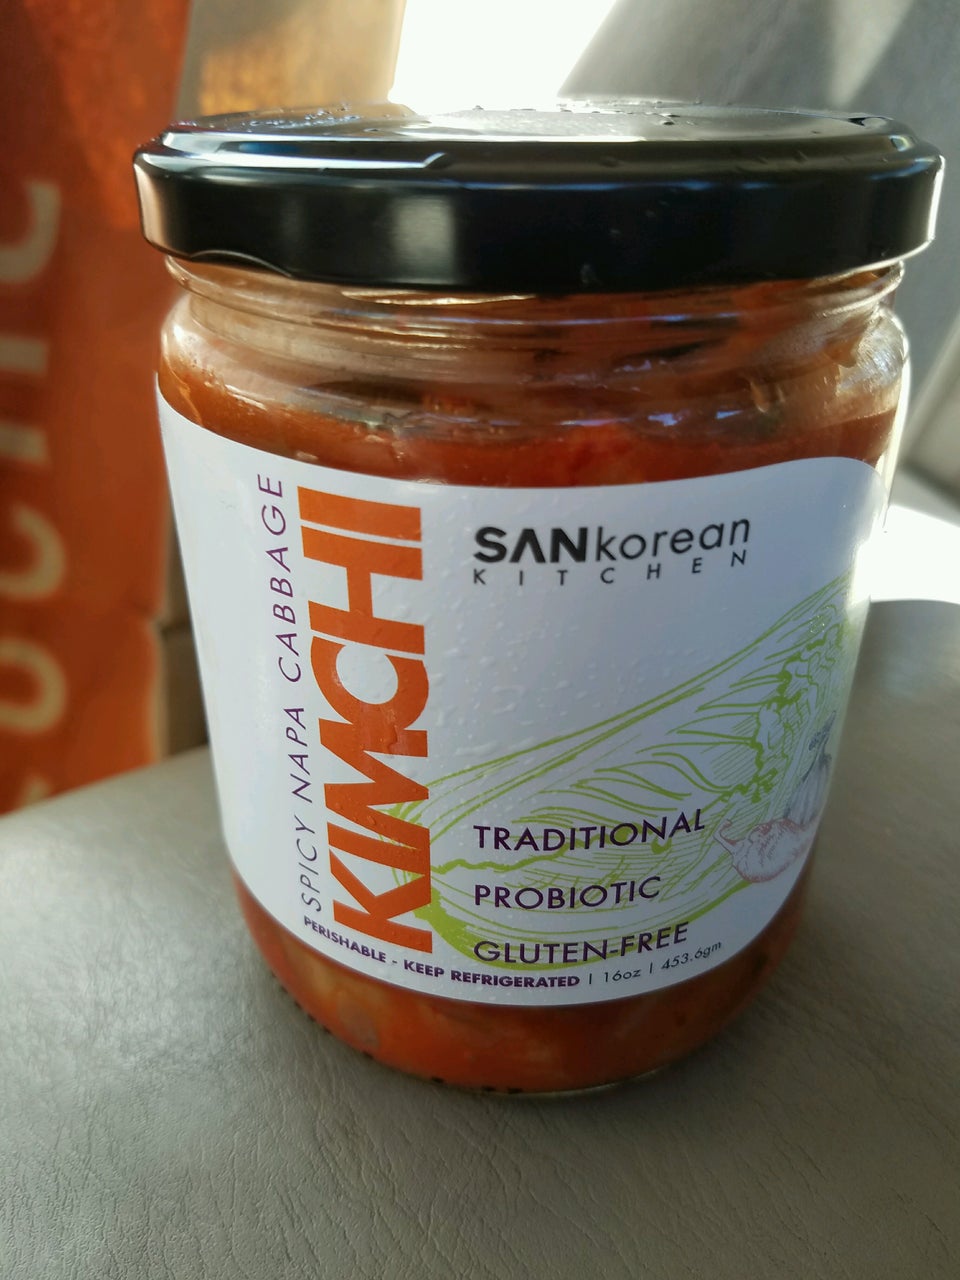 SPICY NAPA CABBAGE
KIMCHI
SANkorean
KITCHEN
TRADITIONAL
PROBIOTIC
GLUTEN-FREE
PERISHABLE - KEEP REFRIGERATED | 16oz | 453.6gm